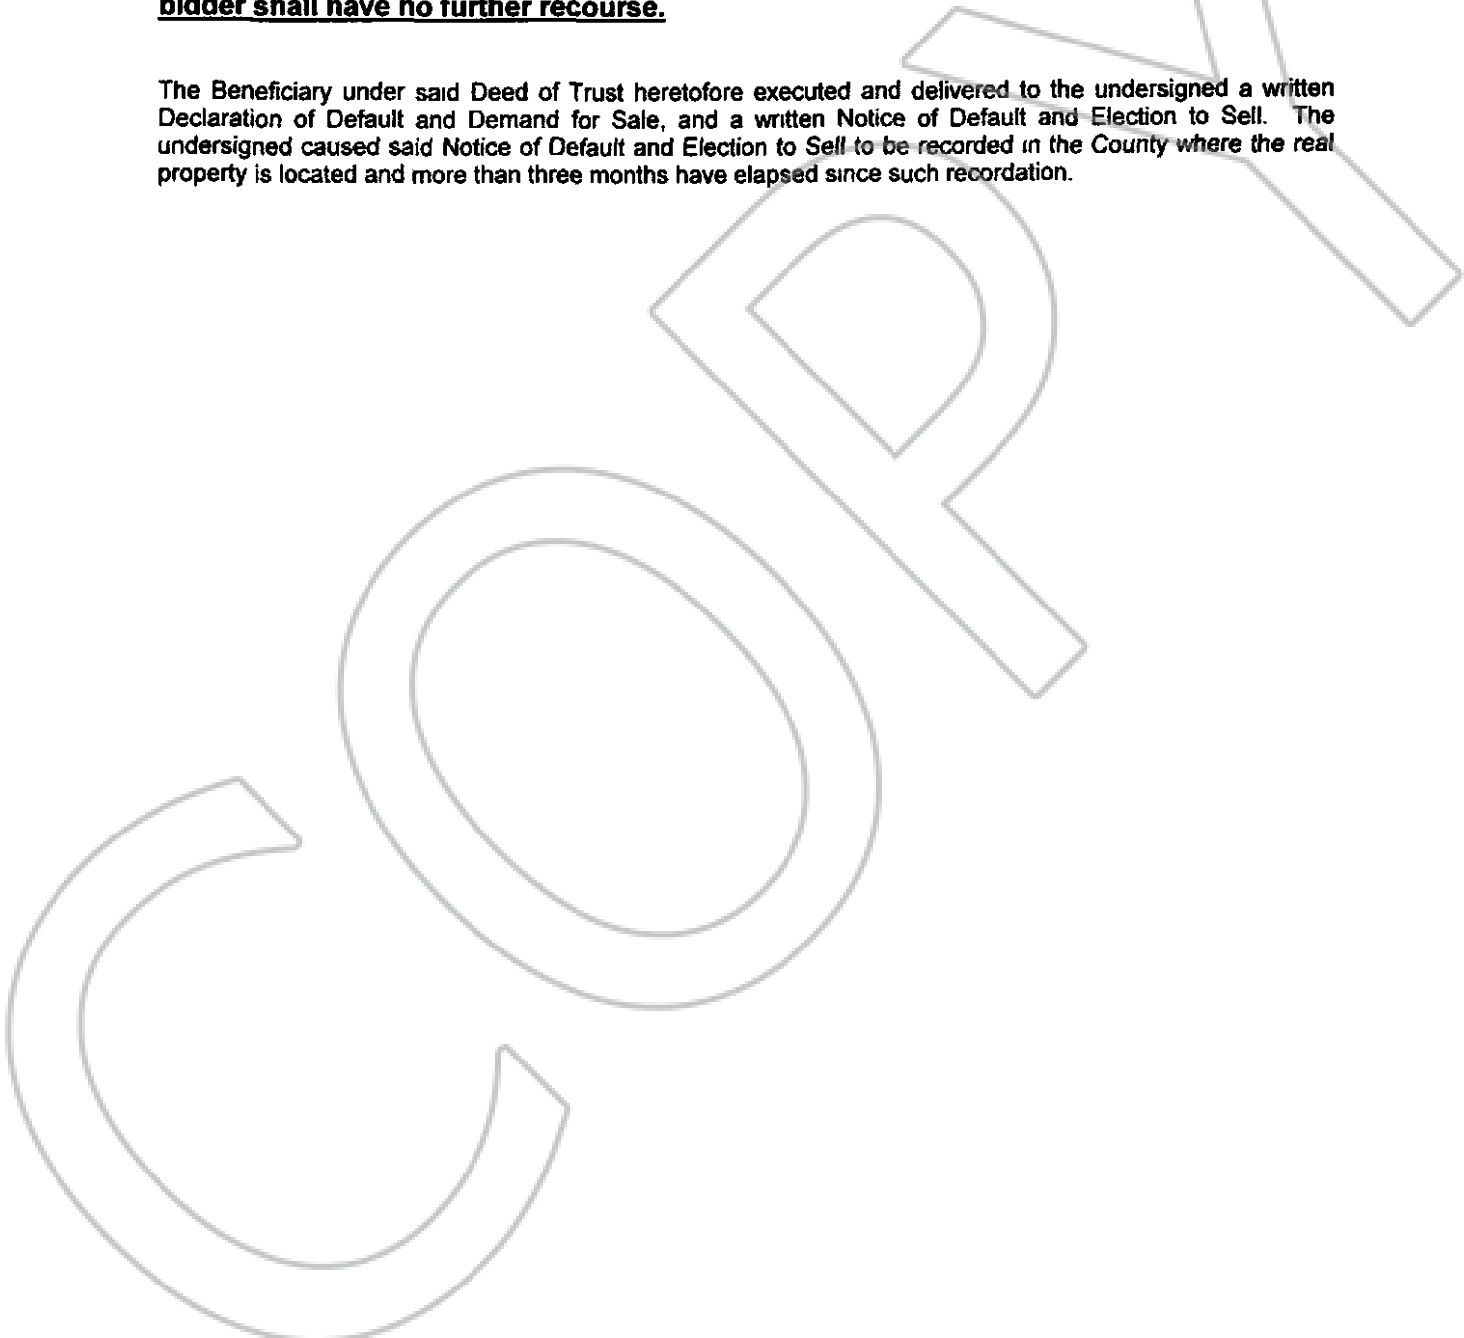 bidder shall have no further recourse.
The Beneficiary under said Deed of Trust heretofore executed and delivered to the undersigned a written
Declaration of Default and Demand for Sale, and a written Notice of Default and Election to Sell. The
undersigned caused said Notice of Default and Election to Sell to be recorded in the County where the real
property is located and more than three months have elapsed since such recordation.
COPY